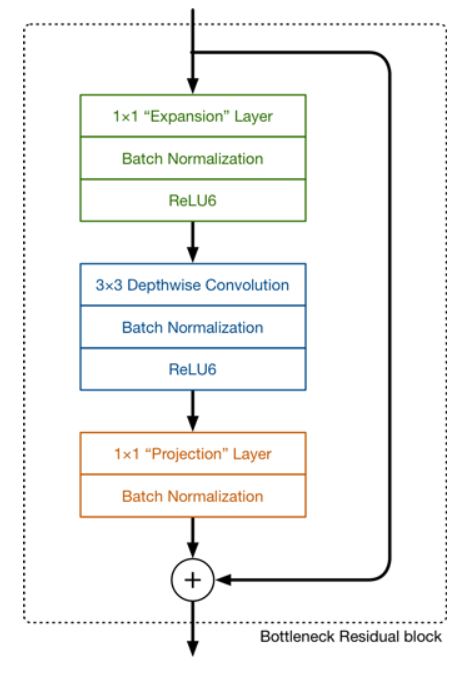 1×1 “Expansion” Layer
Batch Normalization
ReLU6
3×3 Depthwise Convolution
Batch Normalization
ReLU6
1×1 “Projection” Layer
Batch Normalization
+
Bottleneck Residual block